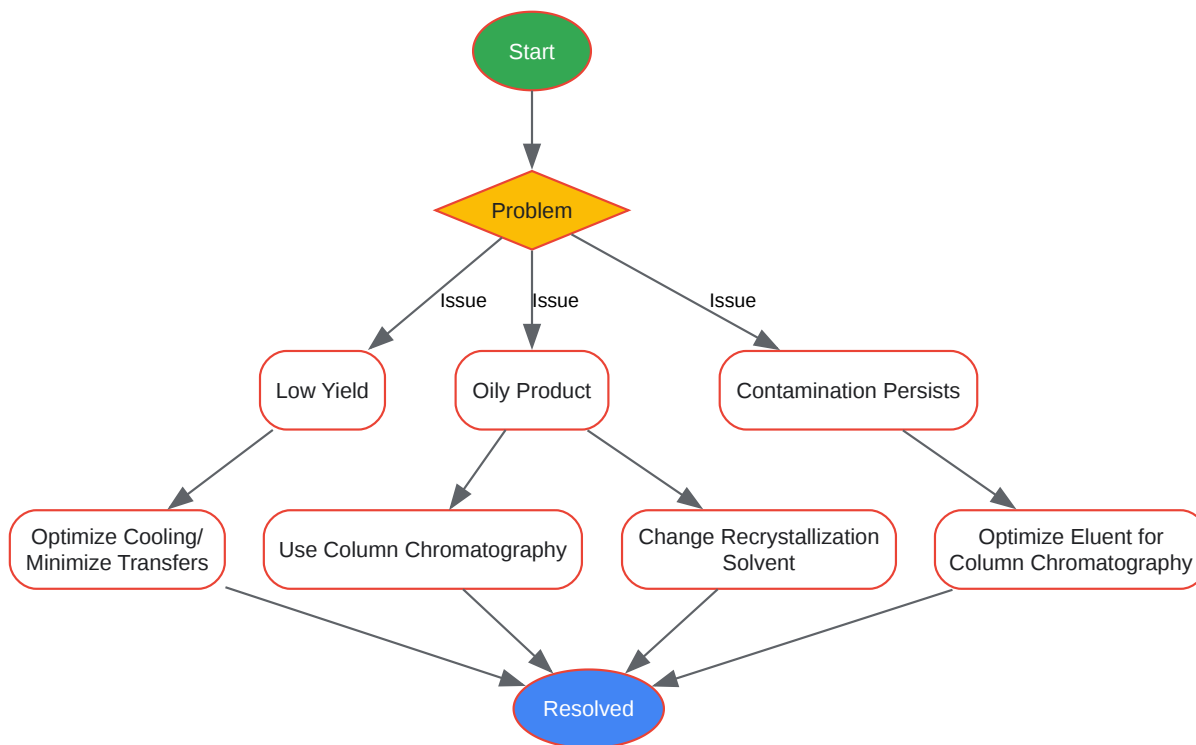 Start
Problem
Issue
Issue
Issue
Low Yield
Oily Product
Contamination Persists
Optimize Cooling/
Minimize Transfers
Use Column Chromatography
Change Recrystallization
Solvent
Optimize Eluent for
Column Chromatography
Resolved